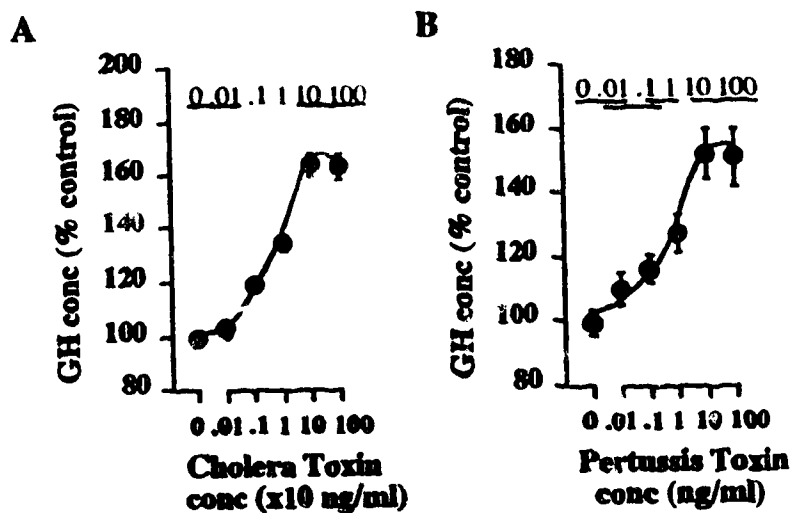 A
GH conc (% control)
200
180
160
140
120
100
80
0 .01 .1 1 10 100
0 .01 .1 1 10 100
Cholera Toxin
conc (x10 ng/ml)
B
GH conc (% control)
180
160
140
120
100
80
0 .01 .1 1 10 100
0 .01 .1 1 10 100
Pertussis Toxin
conc (ng/ml)